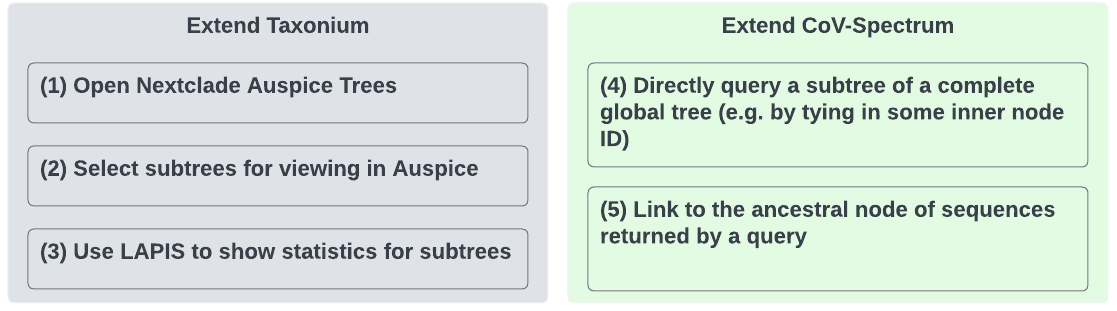 Extend Taxonium
(1) Open Nextclade Auspice Trees
(2) Select subtrees for viewing in Auspice
(3) Use LAPIS to show statistics for subtrees
Extend CoV-Spectrum
(4) Directly query a subtree of a complete
global tree (e.g. by tying in some inner node
ID)
(5) Link to the ancestral node of sequences
returned by a query